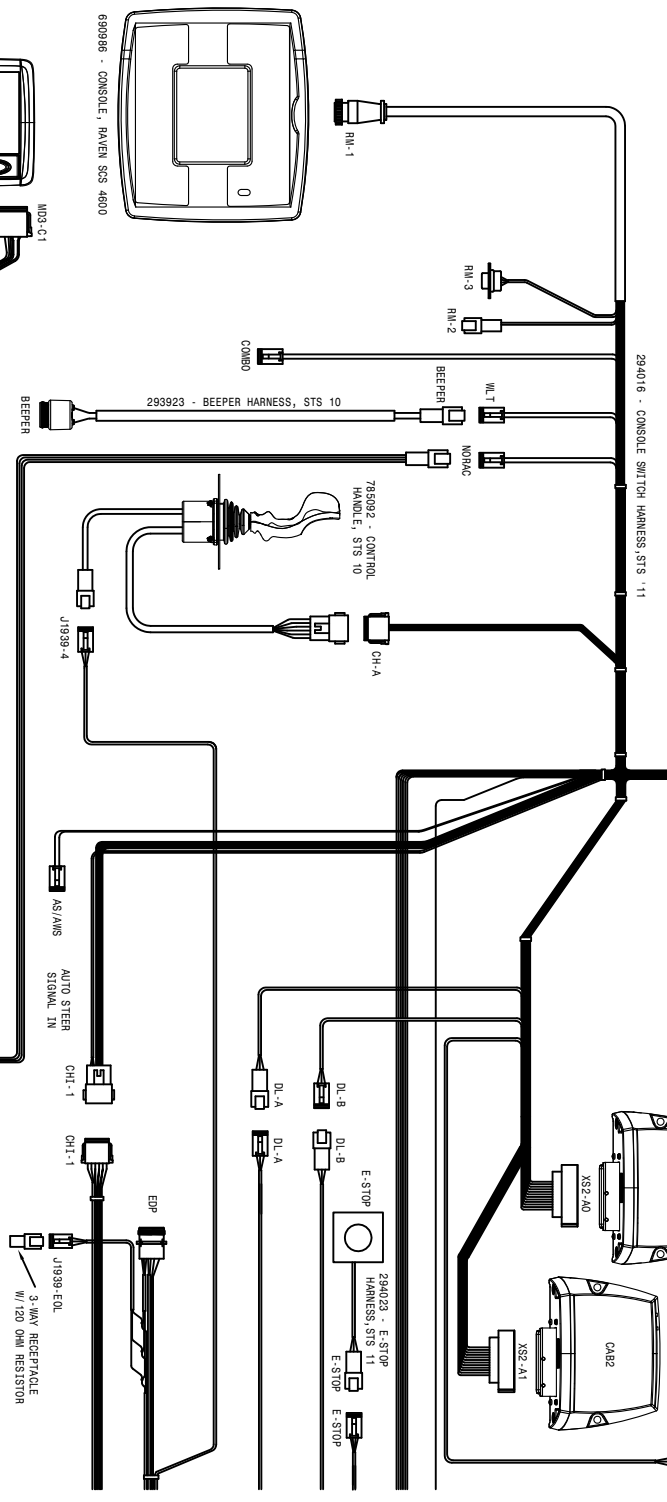 690986 - CONSOLE, RAVEN SCS 4600
RM-1
MD3-C1
RM-3
RM-2
294016 - CONSOLE SWITCH HARNESS,STS '11
COMBO
BEEPER
293923 - BEEPER HARNESS, STS 10
BEEPER
WLT
NORAC
785092 - CONTROL
HANDLE, STS 10
J1939-4
CH-A
AS/AWS
AUTO STEER
SIGNAL IN
CHI-1
CHI-1
DL-A
DL-A
DL-B
DL-B
E-STOP
294023 - E-STOP
HARNESS,STS 11
E-STOP
E-STOP
XS2-A0
XS2-A1
CAB2
EDP
J1939-EOL
3-WAY RECEPTACLE
W/120 OHM RESISTOR